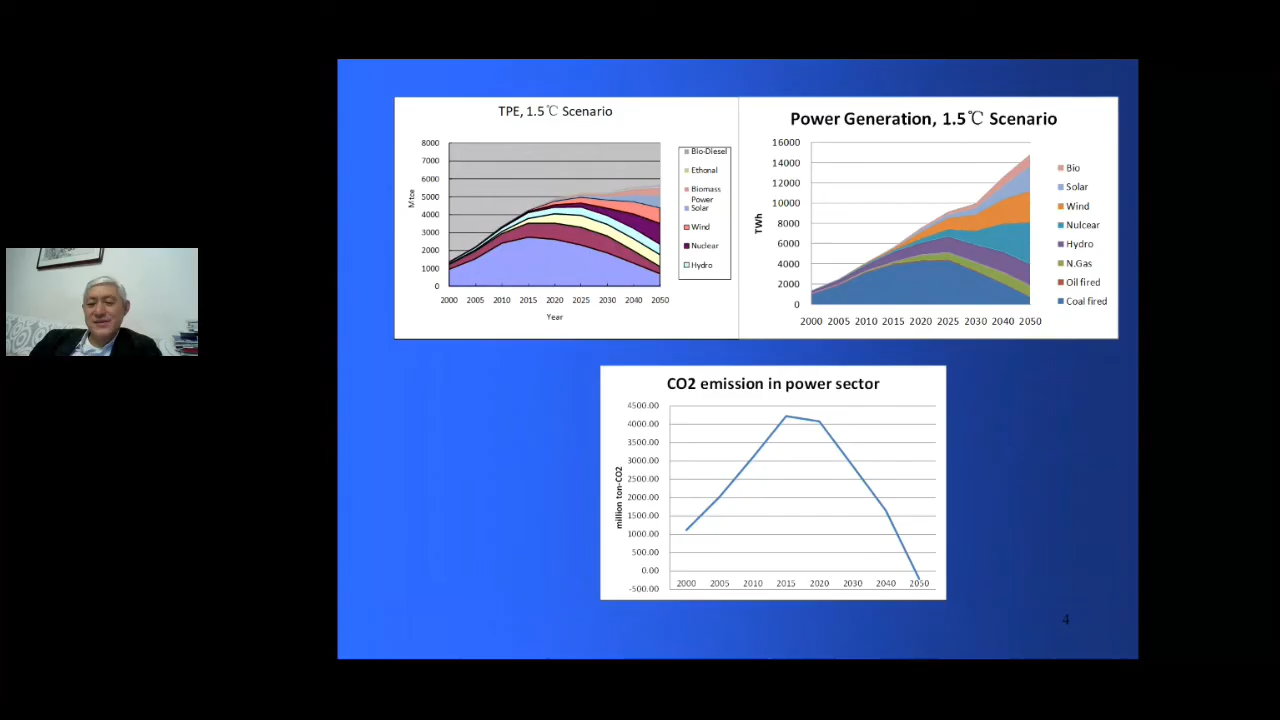 TPE, 1.5℃ Scenario
8000
7000
6000
5000
4000
3000
2000
1000
0
Mtce
2000 2005 2010 2015 2020 2025 2030 2040 2050
Year
Bio-Diesel
Ethonal
Biomass
Power
Solar
Wind
Nuclear
Hydro
Power Generation, 1.5℃ Scenario
16000
14000
12000
10000
8000
6000
4000
2000
0
TWh
2000 2005 2010 2015 2020 2025 2030 2040 2050
Bio
Solar
Wind
Nulcear
Hydro
N.Gas
Oil fired
Coal fired
CO2 emission in power sector
4500.00
4000.00
3500.00
3000.00
2500.00
2000.00
1500.00
1000.00
500.00
0.00
-500.00
million ton-CO2
2000 2005 2010 2015 2020 2030 2040 2050
4